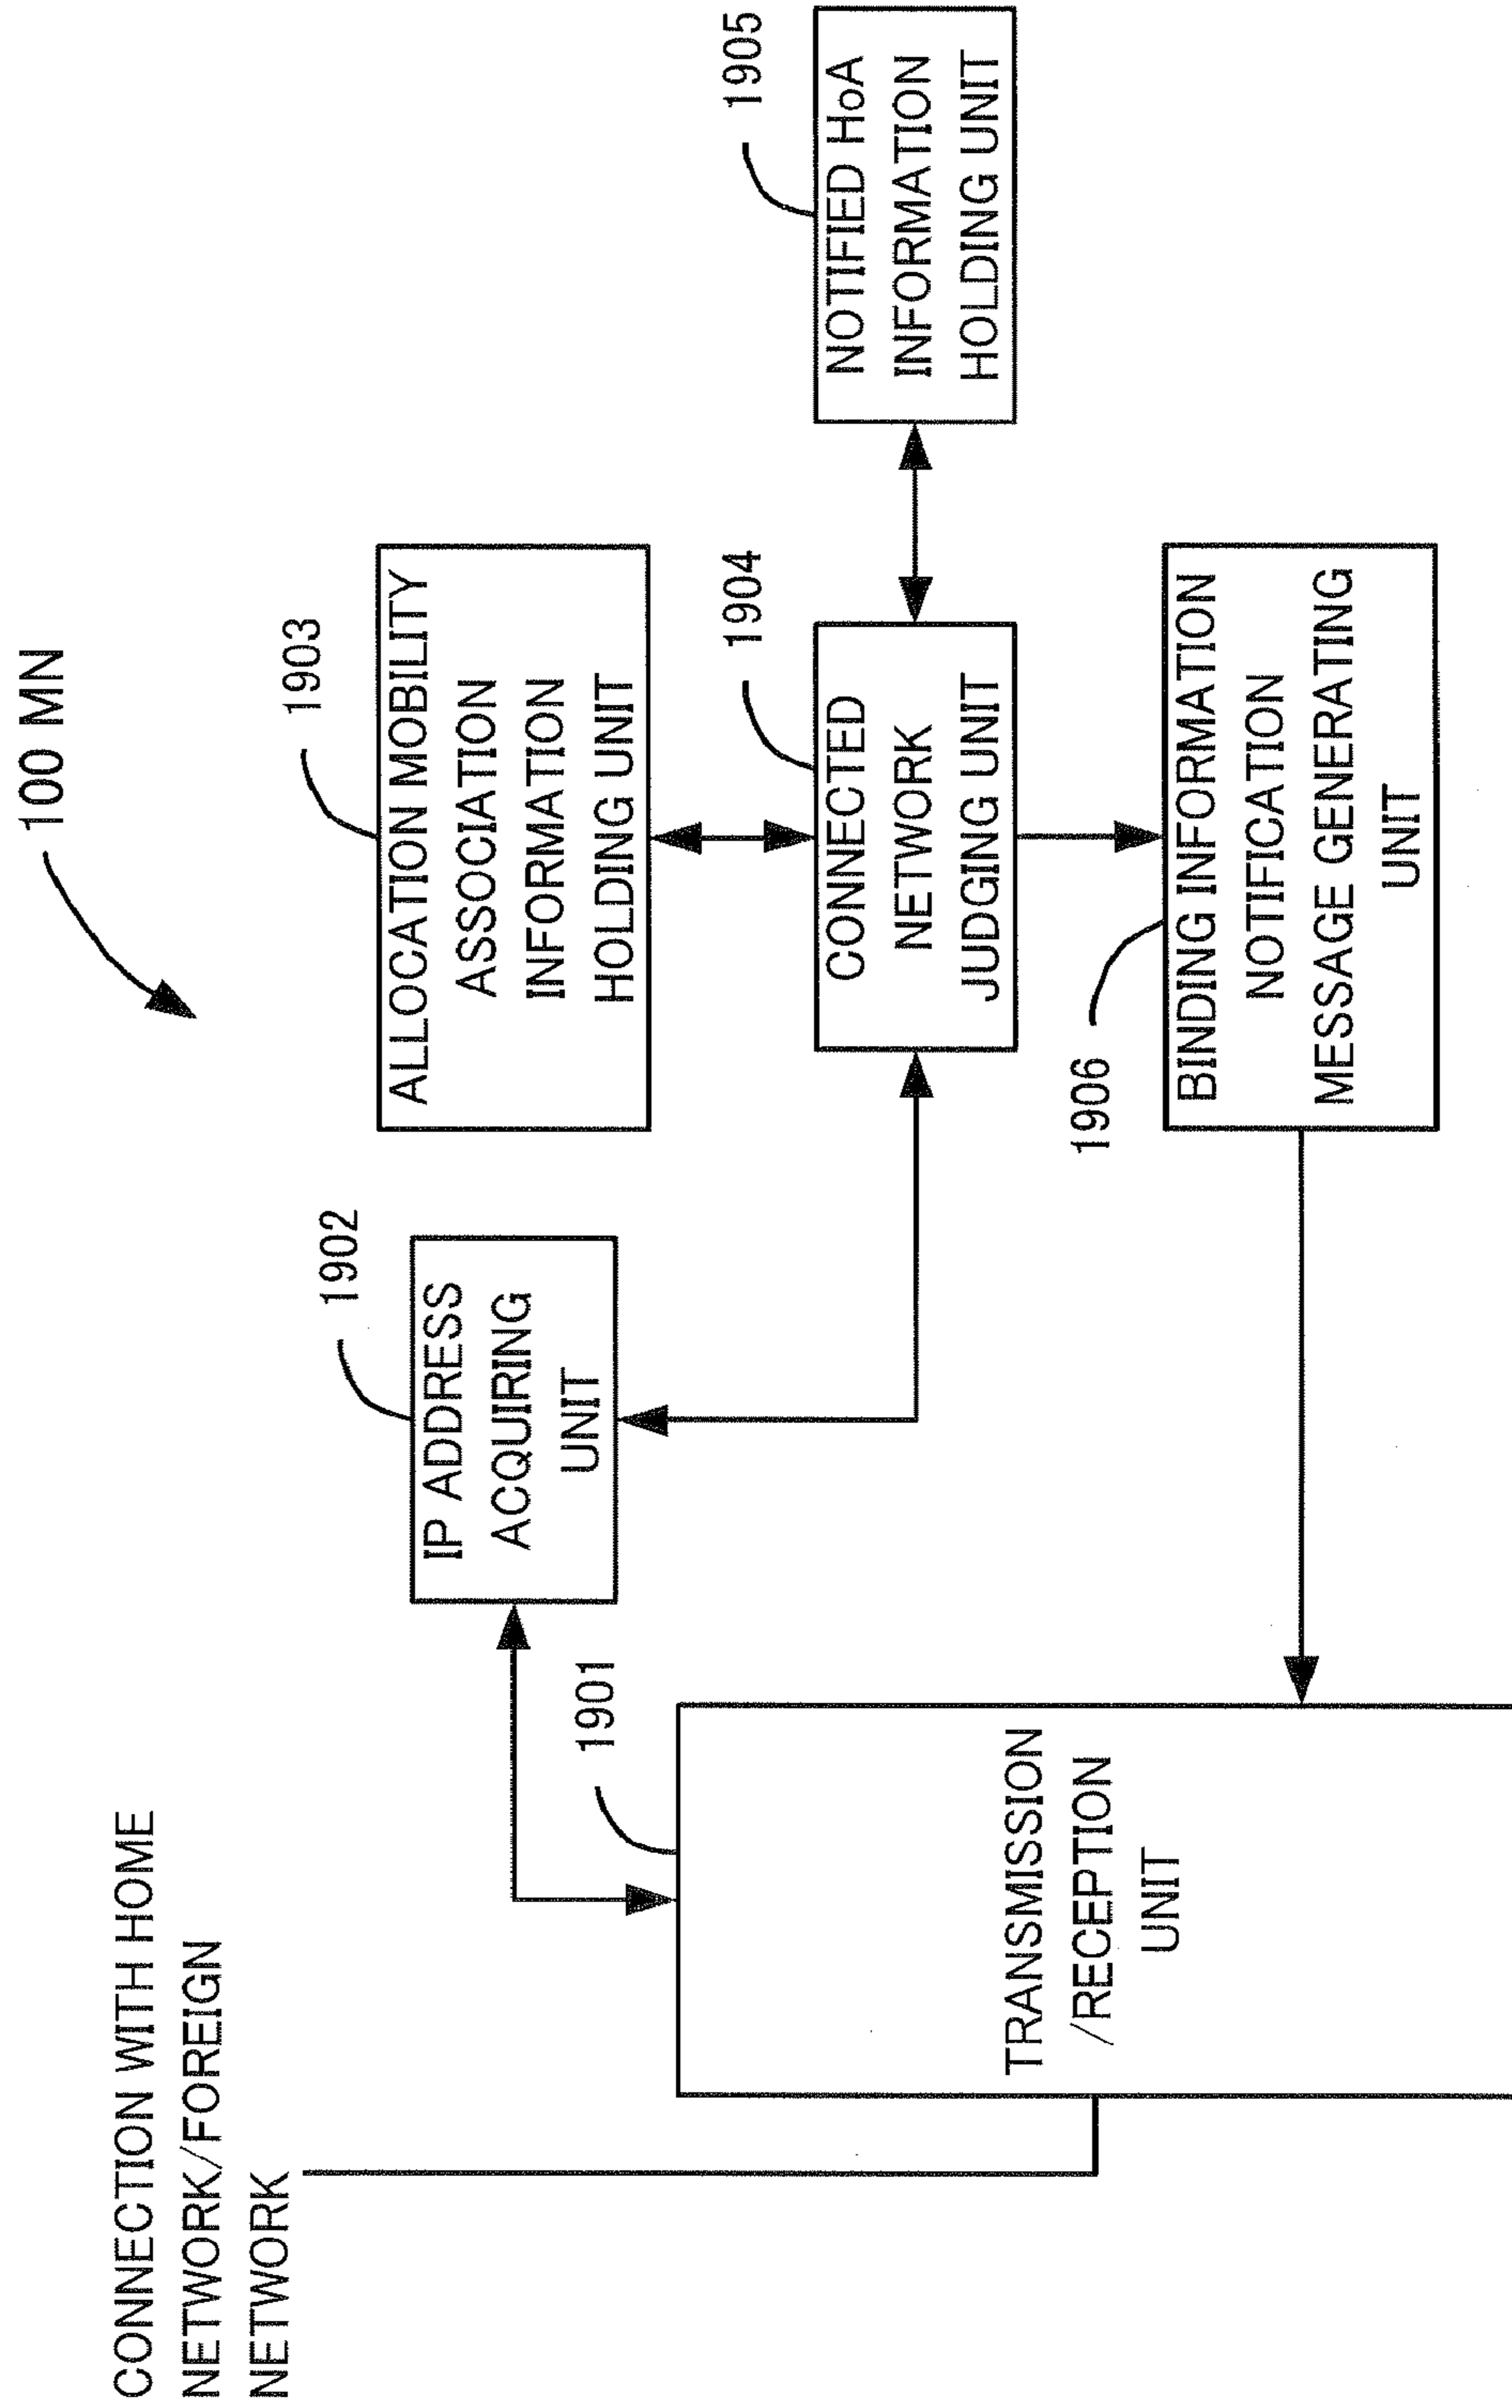 100 MN
CONNECTION WITH HOME
NETWORK/FOREIGN
NETWORK
1901
TRANSMISSION
/RECEPTION
UNIT
1902
IP ADDRESS
ACQUIRING
UNIT
1903
ALLOCATION MOBILITY
ASSOCIATION
INFORMATION
HOLDING UNIT
1904
CONNECTED
NETWORK
JUDGING UNIT
1905
NOTIFIED HoA
INFORMATION
HOLDING UNIT
1906
BINDING INFORMATION
NOTIFICATION
MESSAGE GENERATING
UNIT